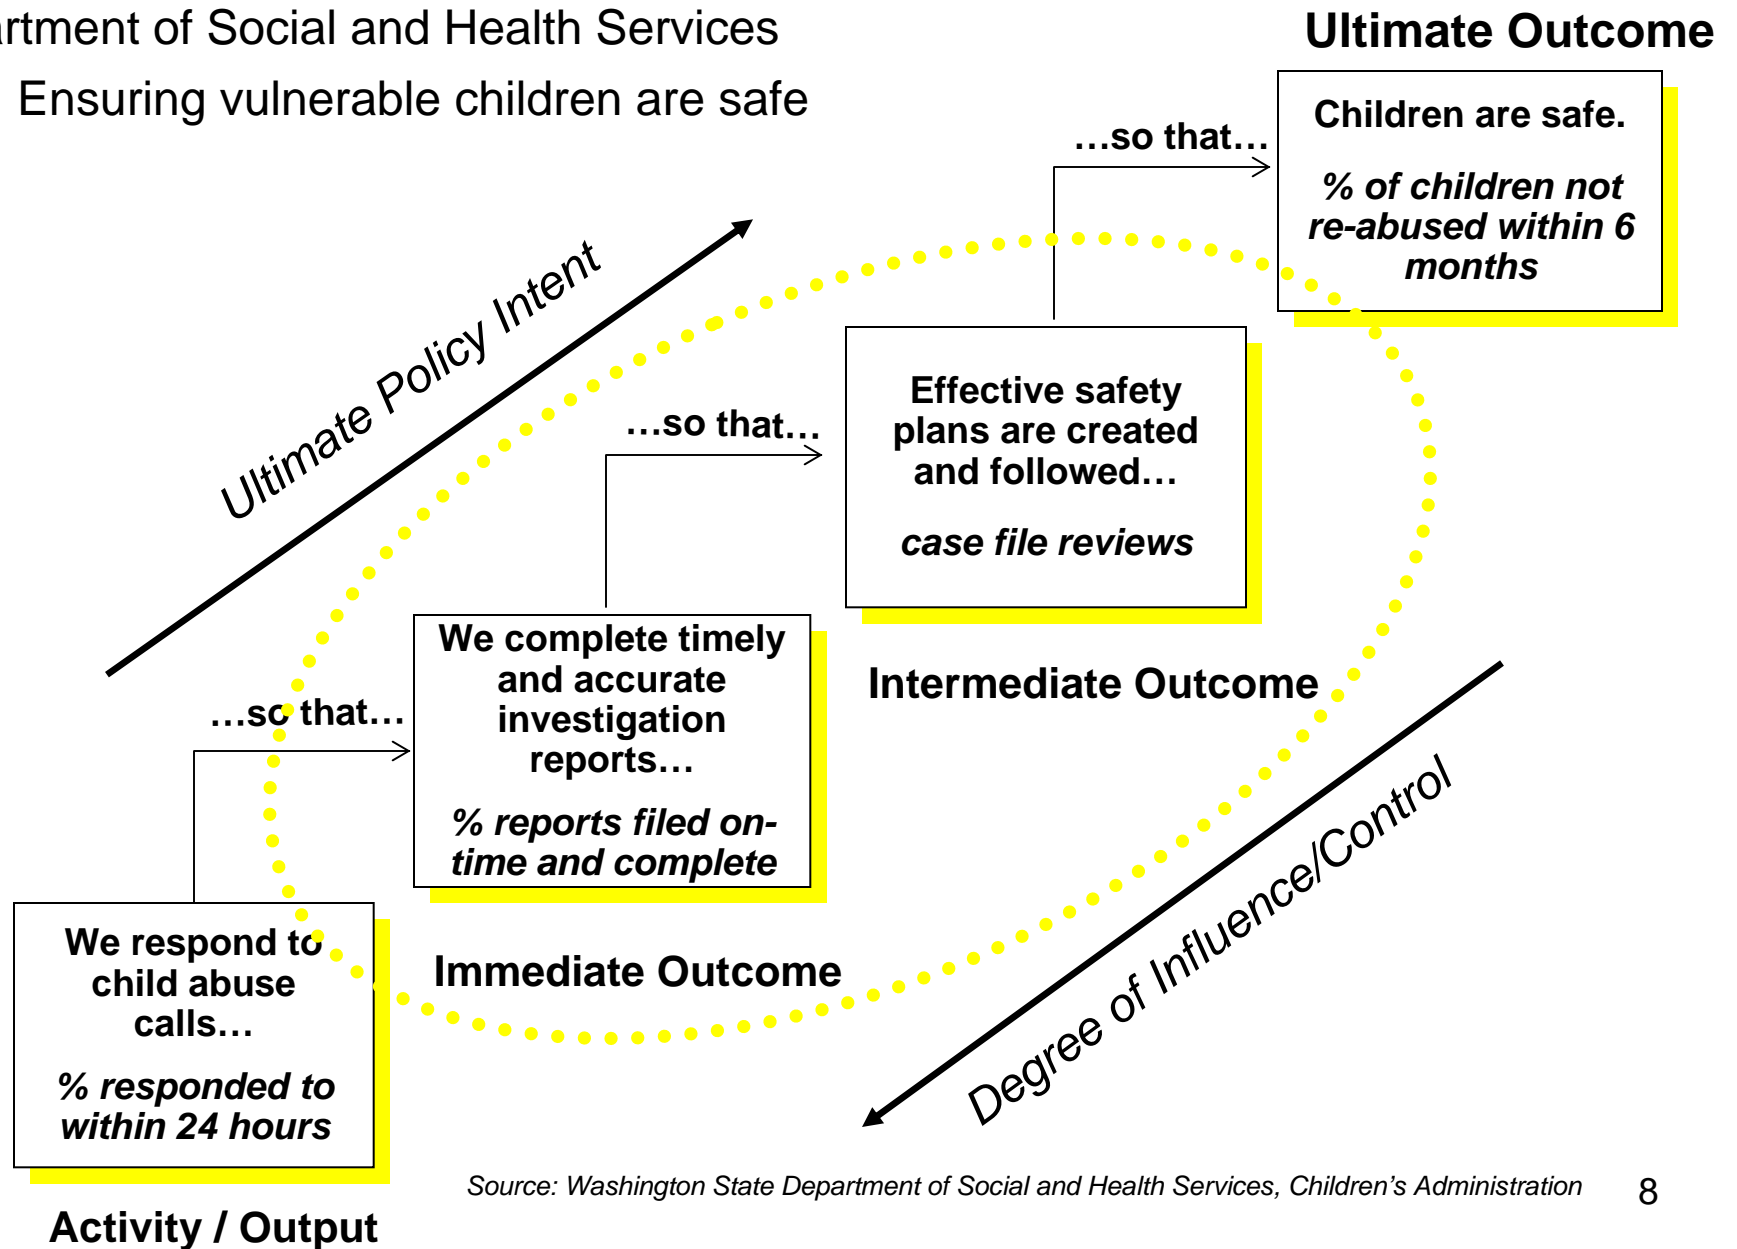 artment of Social and Health Services
Ensuring vulnerable children are safe
Ultimate Outcome
Children are safe.
% of children not
re-abused within 6
months
…so that…
Ultimate Policy Intent
Effective safety
plans are created
and followed…
case file reviews
…so that…
Intermediate Outcome
We complete timely
and accurate
investigation
reports…
% reports filed on-
time and complete
…so that…
Immediate Outcome
We respond to
child abuse
calls…
% responded to
within 24 hours
Activity / Output
Degree of Influence/Control
Source: Washington State Department of Social and Health Services, Children’s Administration
8